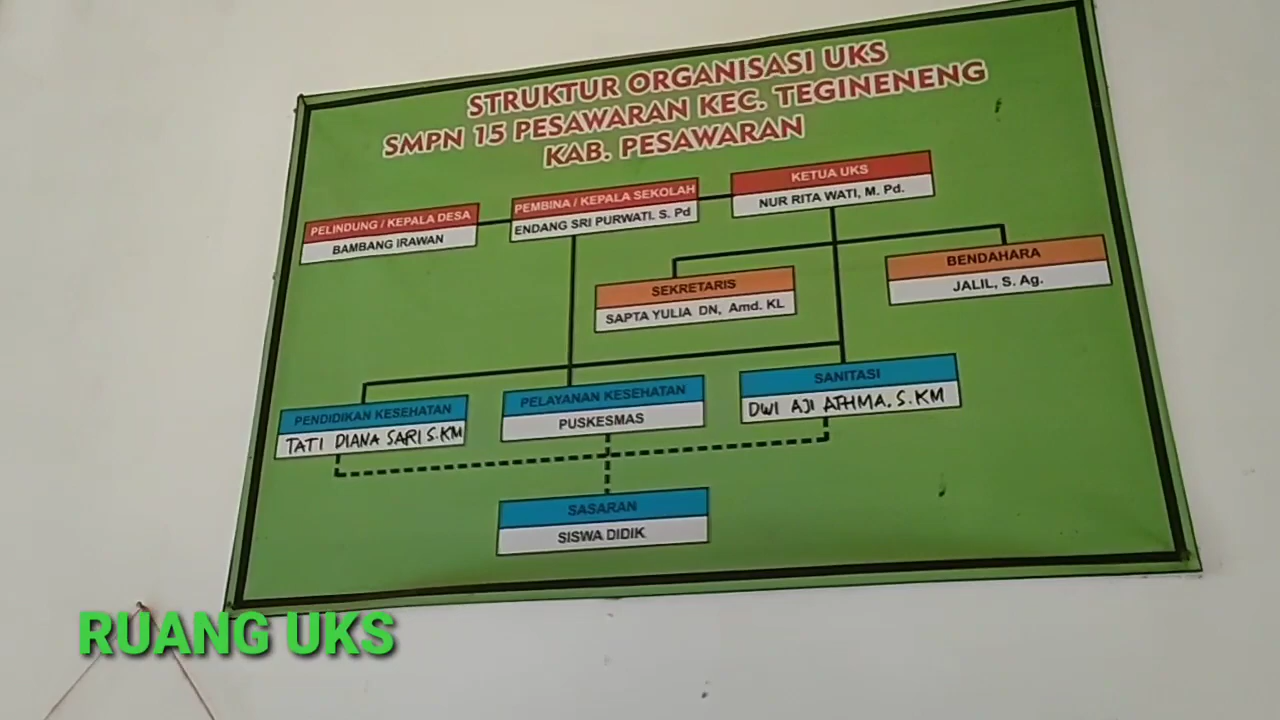 STRUKTUR ORGANISASI UKS
SMPN 15 PESAWARAN KEC. TEGINENENG
KAB. PESAWARAN
PELINDUNG / KEPALA DESA
BAMBANG IRAWAN
PEMBINA / KEPALA SEKOLAH
ENDANG SRI PURWATI. S. Pd
KETUA UKS
NUR RITA WATI, M. Pd.
SEKRETARIS
SAPTA YULIA DN, Amd. KL
BENDAHARA
JALIL, S. Ag.
PENDIDIKAN KESEHATAN
TATI DIANA SARI S.KM
PELAYANAN KESEHATAN
PUSKESMAS
SANITASI
DWI AJI ATHMA, S.KM
SASARAN
SISWA DIDIK
RUANG UKS